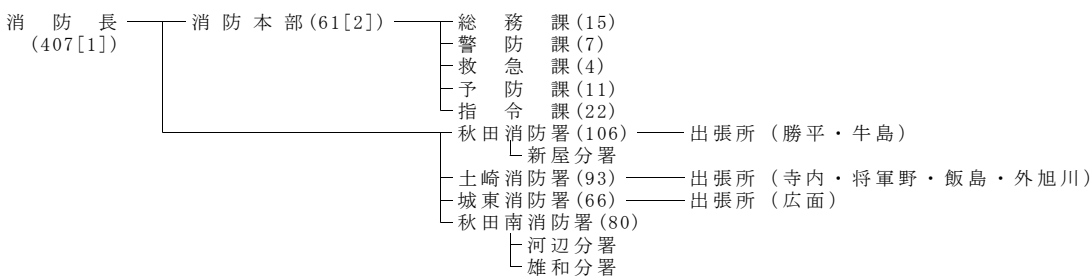 消防長 消防本部(61[2]) 総務課(15)
(407[1]) 警防課(7)
救急課(4)
予防課(11)
指令課(22)
秋田消防署(106) 出張所（勝平・牛島）
新屋分署
土崎消防署(93) 出張所（寺内・将軍野・飯島・外旭川）
城東消防署(66) 出張所（広面）
秋田南消防署(80)
河辺分署
雄和分署